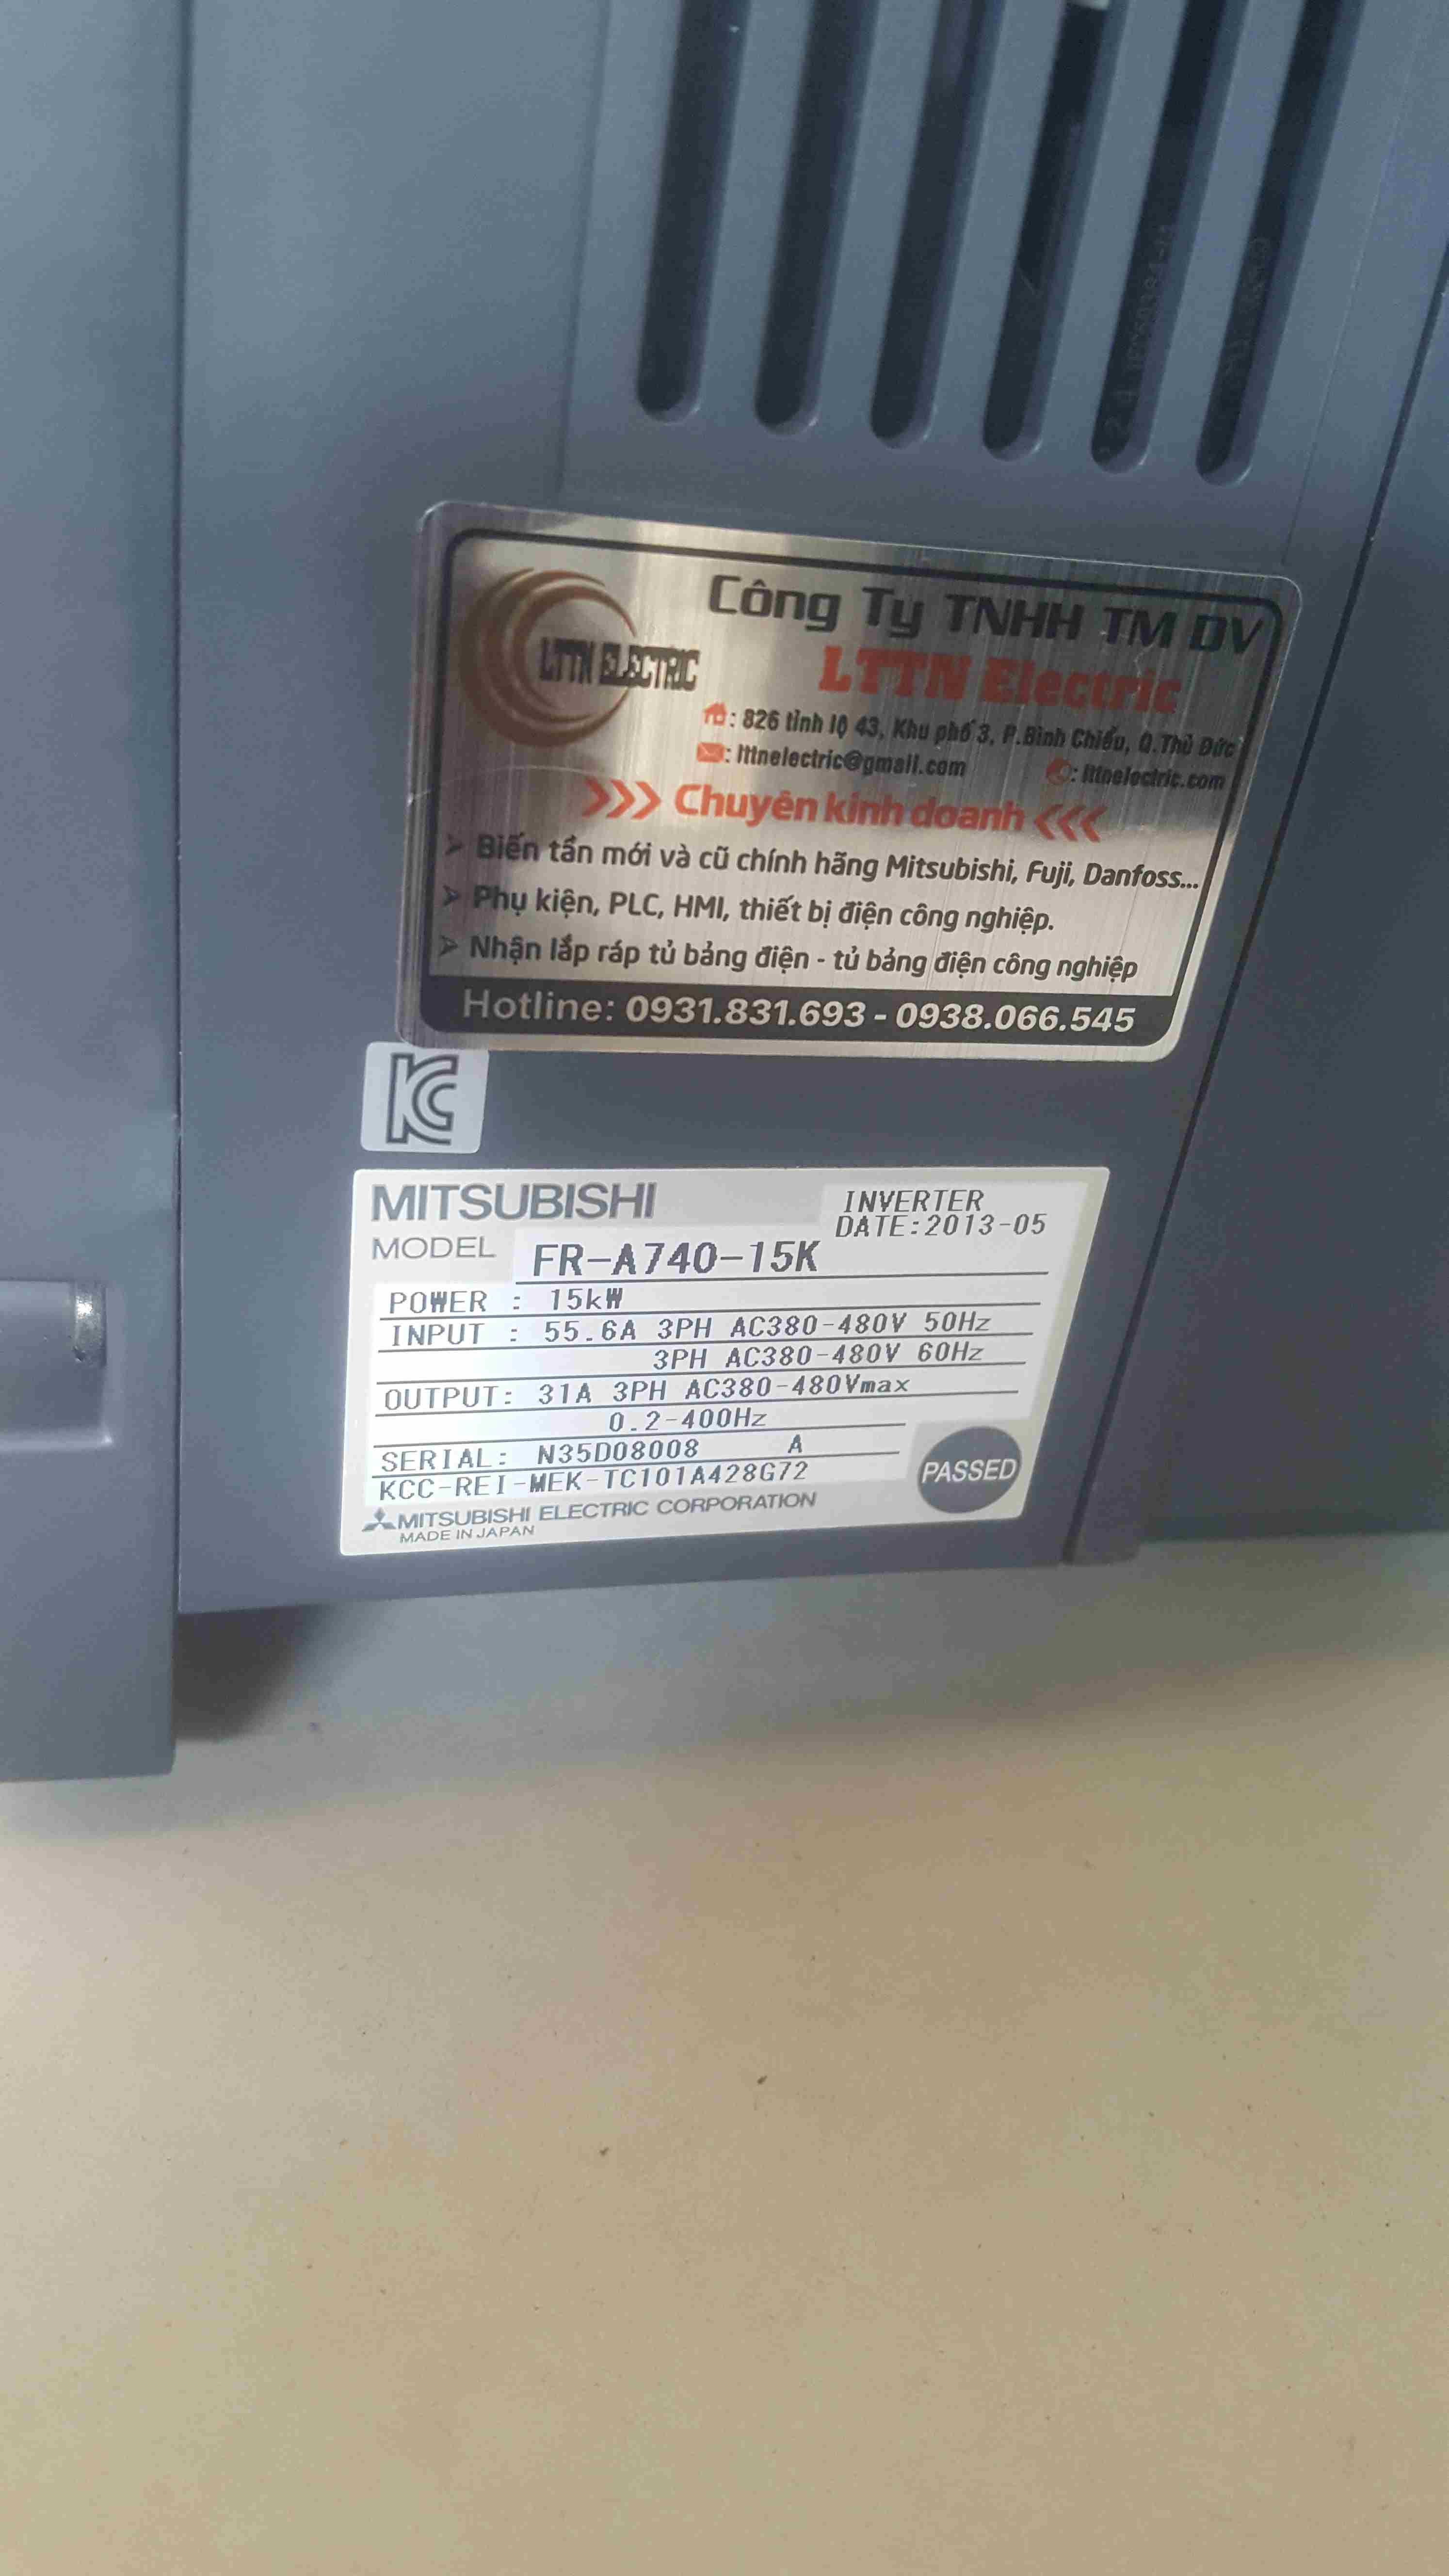 Công Ty TNHH TM DV
LTTN ELECTRIC
LTTN Electric
: 826 tỉnh lộ 43, Khu phố 3, P.Bình Chiểu, Q.Thủ Đức
: lttnelectric@gmail.com : lttnelectric.com
>>> Chuyên kinh doanh <<<
➤ Biến tần mới và cũ chính hãng Mitsubishi, Fuji, Danfoss...
➤ Phụ kiện, PLC, HMI, thiết bị điện công nghiệp.
➤ Nhận lắp ráp tủ bảng điện - tủ bảng điện công nghiệp
Hotline: 0931.831.693 - 0938.066.545
KC
MITSUBISHI INVERTER
DATE:2013-05
MODEL FR-A740-15K
POWER : 15kW
INPUT : 55.6A 3PH AC380-480V 50Hz
3PH AC380-480V 60Hz
OUTPUT: 31A 3PH AC380-480Vmax
0.2-400Hz
SERIAL: N35D08008 A
KCC-REI-MEK-TC101A428G72
PASSED
MITSUBISHI ELECTRIC CORPORATION
MADE IN JAPAN